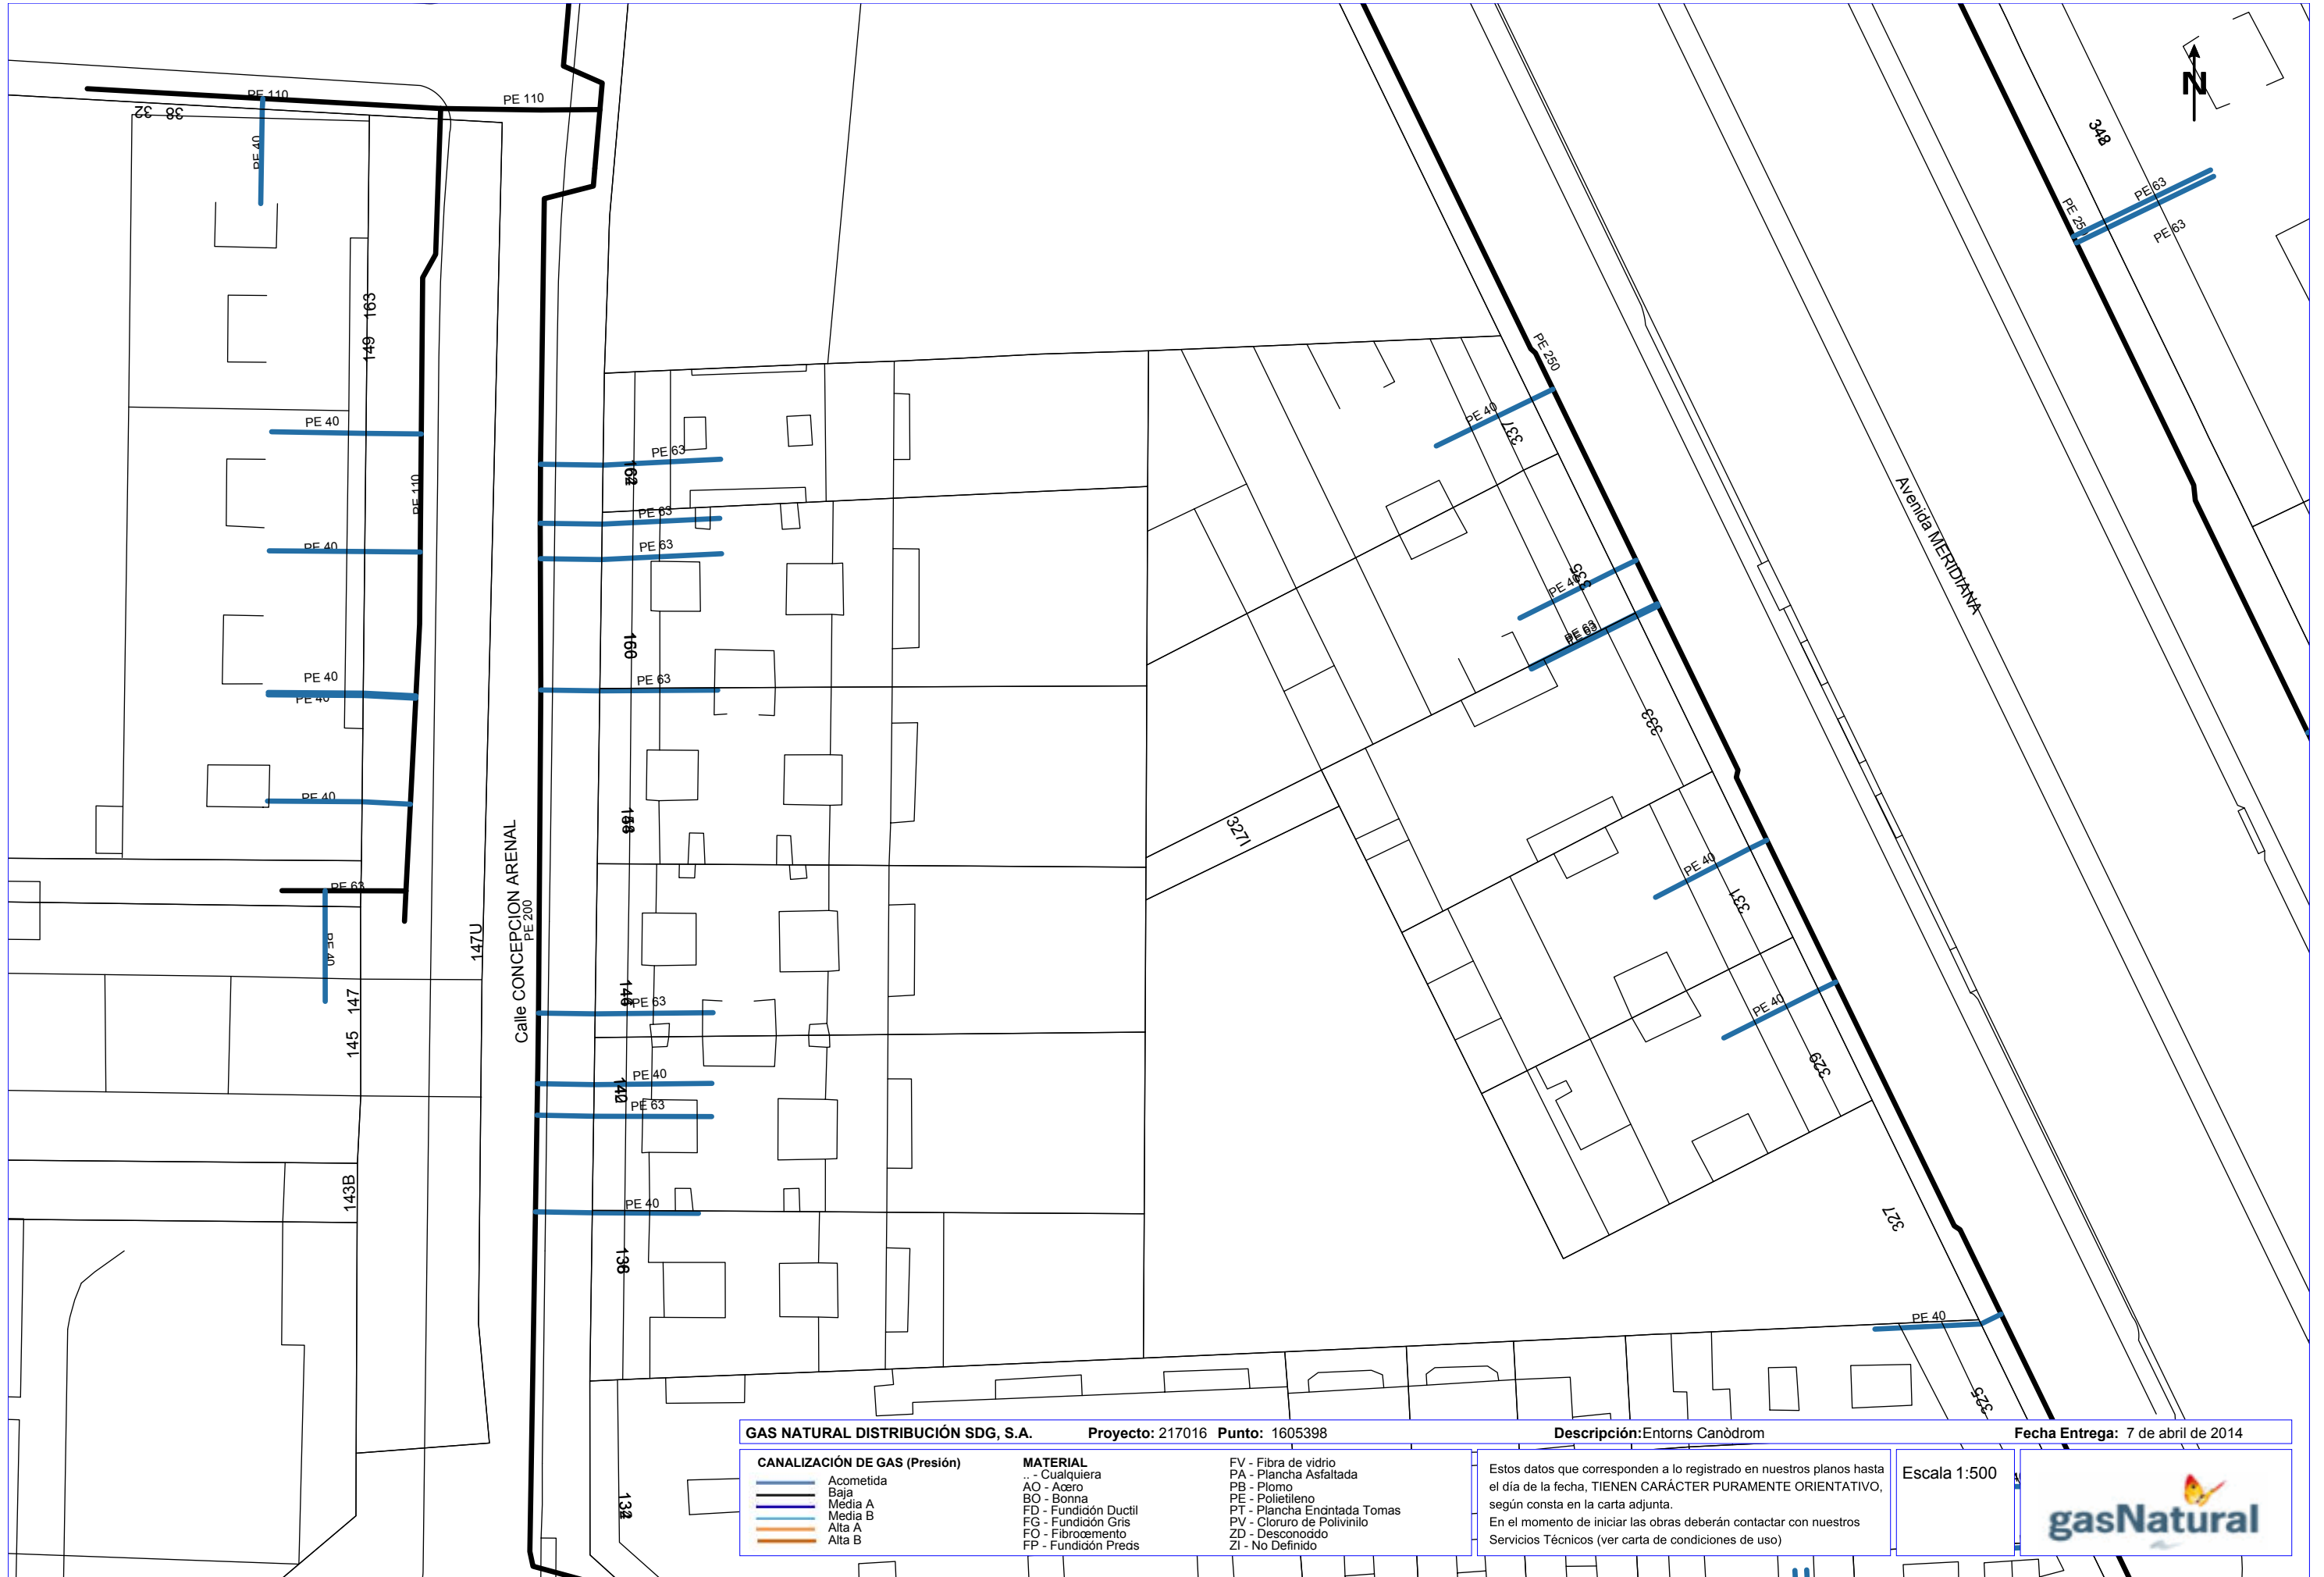 PE 110
PE 110
32 38
PE 40
N
348
PE 63
PE 63
163
149
PE 250
PE 40
PE 40
337
PE 63
PE 110
PE 63
PE 63
PE 40
Avenida MERIDIANA
335
PE 63
160
PE 63
PE 40
PE 40
333
PE 40
3271
PE 40
331
PE 63
PE 40
147U
Calle CONCEPCION ARENAL
PE 200
147
145
PE 63
PE 40
329
PE 40
PE 63
143B
PE 40
327
PE 40
325
GAS NATURAL DISTRIBUCIÓN SDG, S.A. Proyecto: 217016 Punto: 1605398 Descripción:Entorns Canòdrom Fecha Entrega: 7 de abril de 2014
CANALIZACIÓN DE GAS (Presión)
Acometida
Baja
Media A
Media B
Alta A
Alta B
MATERIAL
.. - Cualquiera
AO - Acero
BO - Bonna
FD - Fundición Ductil
FG - Fundición Gris
FO - Fibrocemento
FP - Fundición Precis
FV - Fibra de vidrio
PA - Plancha Asfaltada
PB - Plomo
PE - Polietileno
PT - Plancha Encintada Tomas
PV - Cloruro de Polivinilo
ZD - Desconocido
ZI - No Definido
Estos datos que corresponden a lo registrado en nuestros planos hasta
el día de la fecha, TIENEN CARÁCTER PURAMENTE ORIENTATIVO,
según consta en la carta adjunta.
En el momento de iniciar las obras deberán contactar con nuestros
Servicios Técnicos (ver carta de condiciones de uso)
Escala 1:500
gasNatural